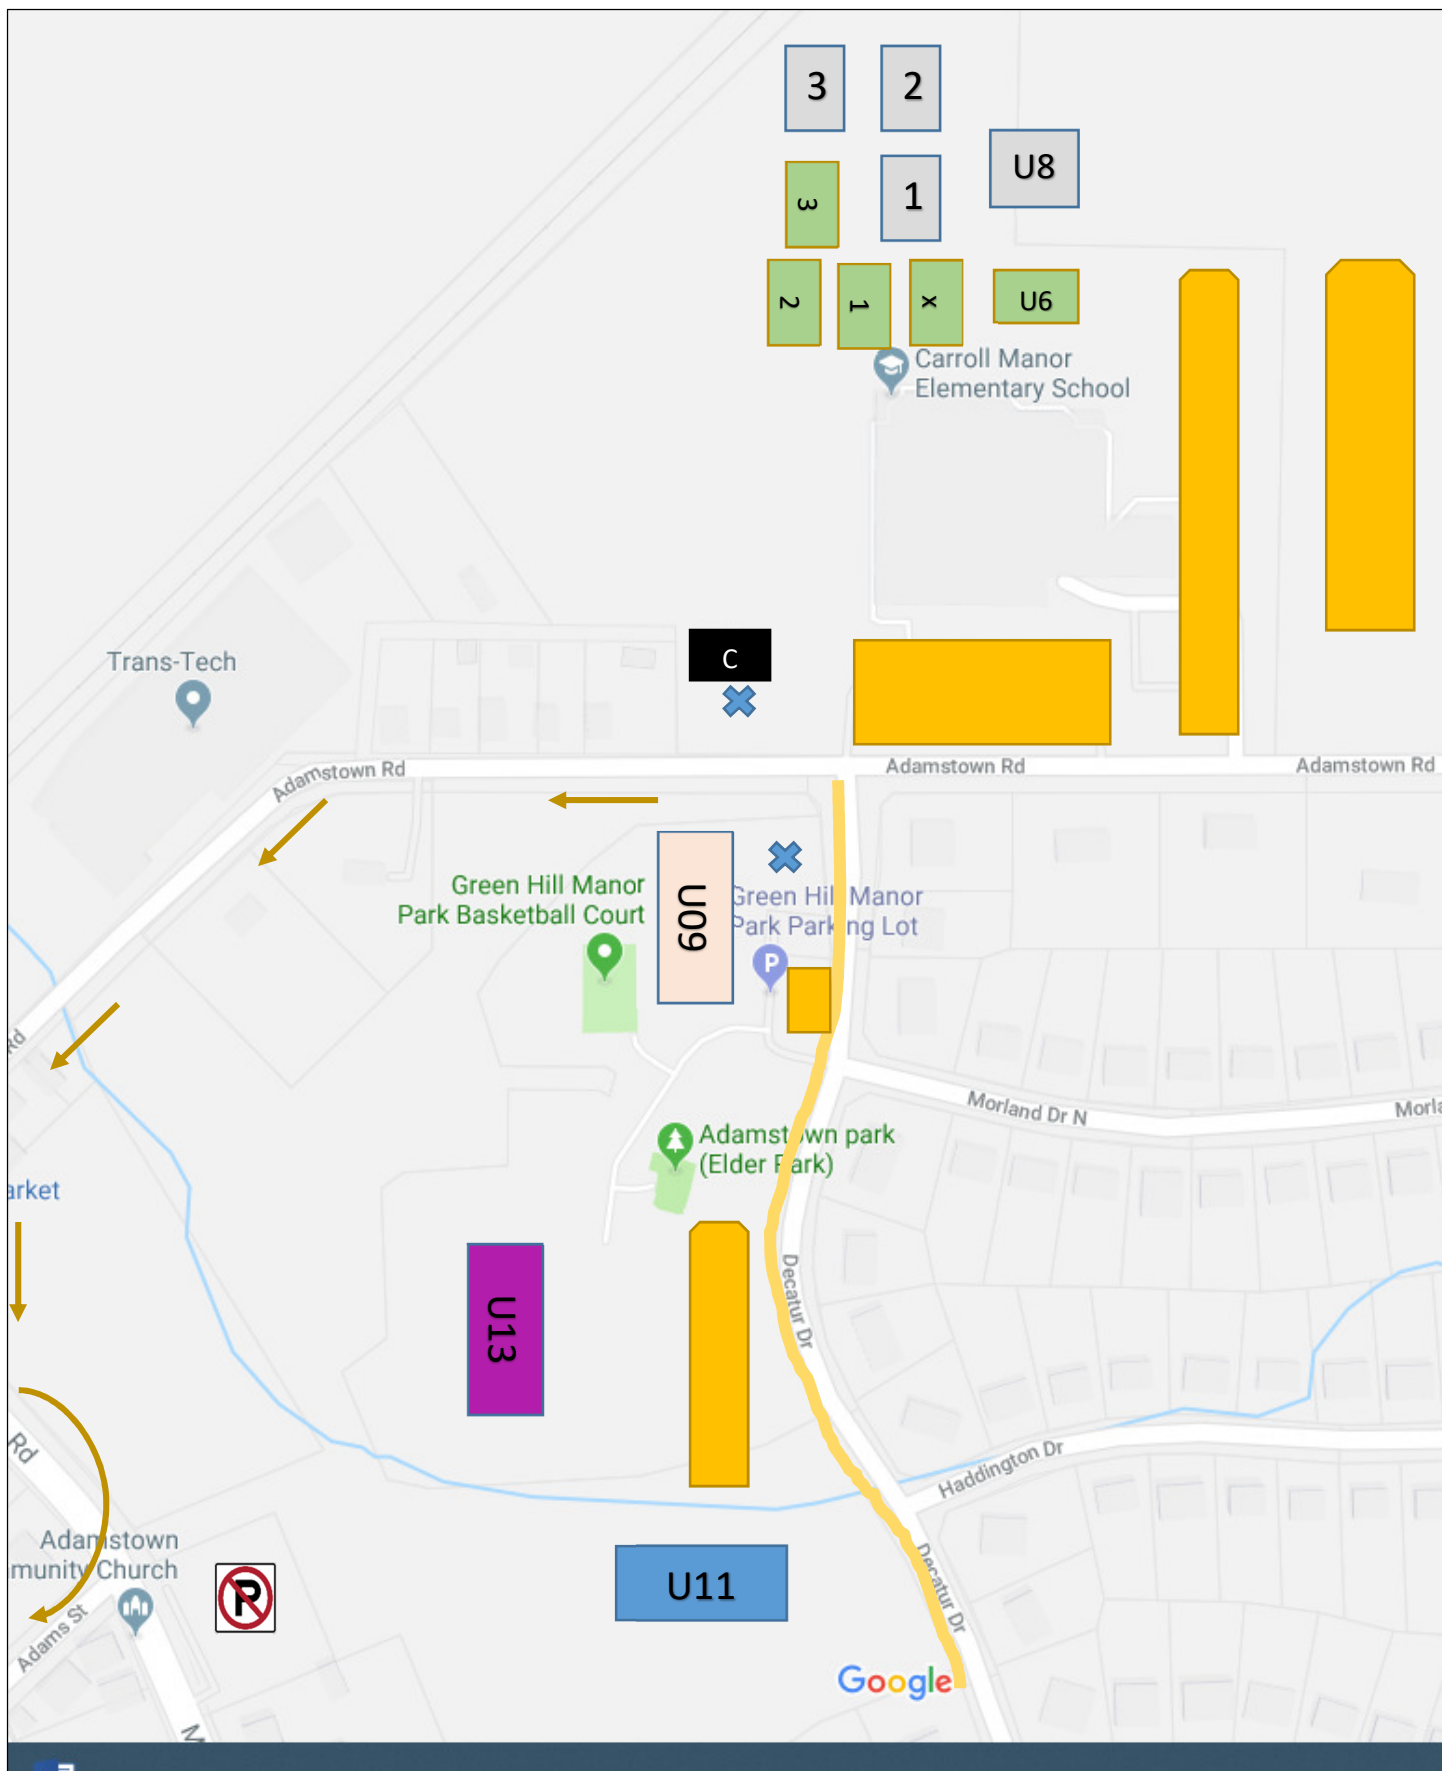 3
2
U8
3
1
2
1
x
U6
Carroll Manor
Elementary School
Trans-Tech
C
Adamstown Rd
Adamstown Rd
Adamstown Rd
Green Hill Manor
Park Basketball Court
U09
Green Hill Manor
Park Parking Lot
P
Rd
Morland Dr N
Morla
Adamstown park
(Elder Park)
arket
U13
Decatur Dr
Rd
Haddington Dr
Adamstown
munity Church
P
U11
Decatur Dr
Adams St
Google
M